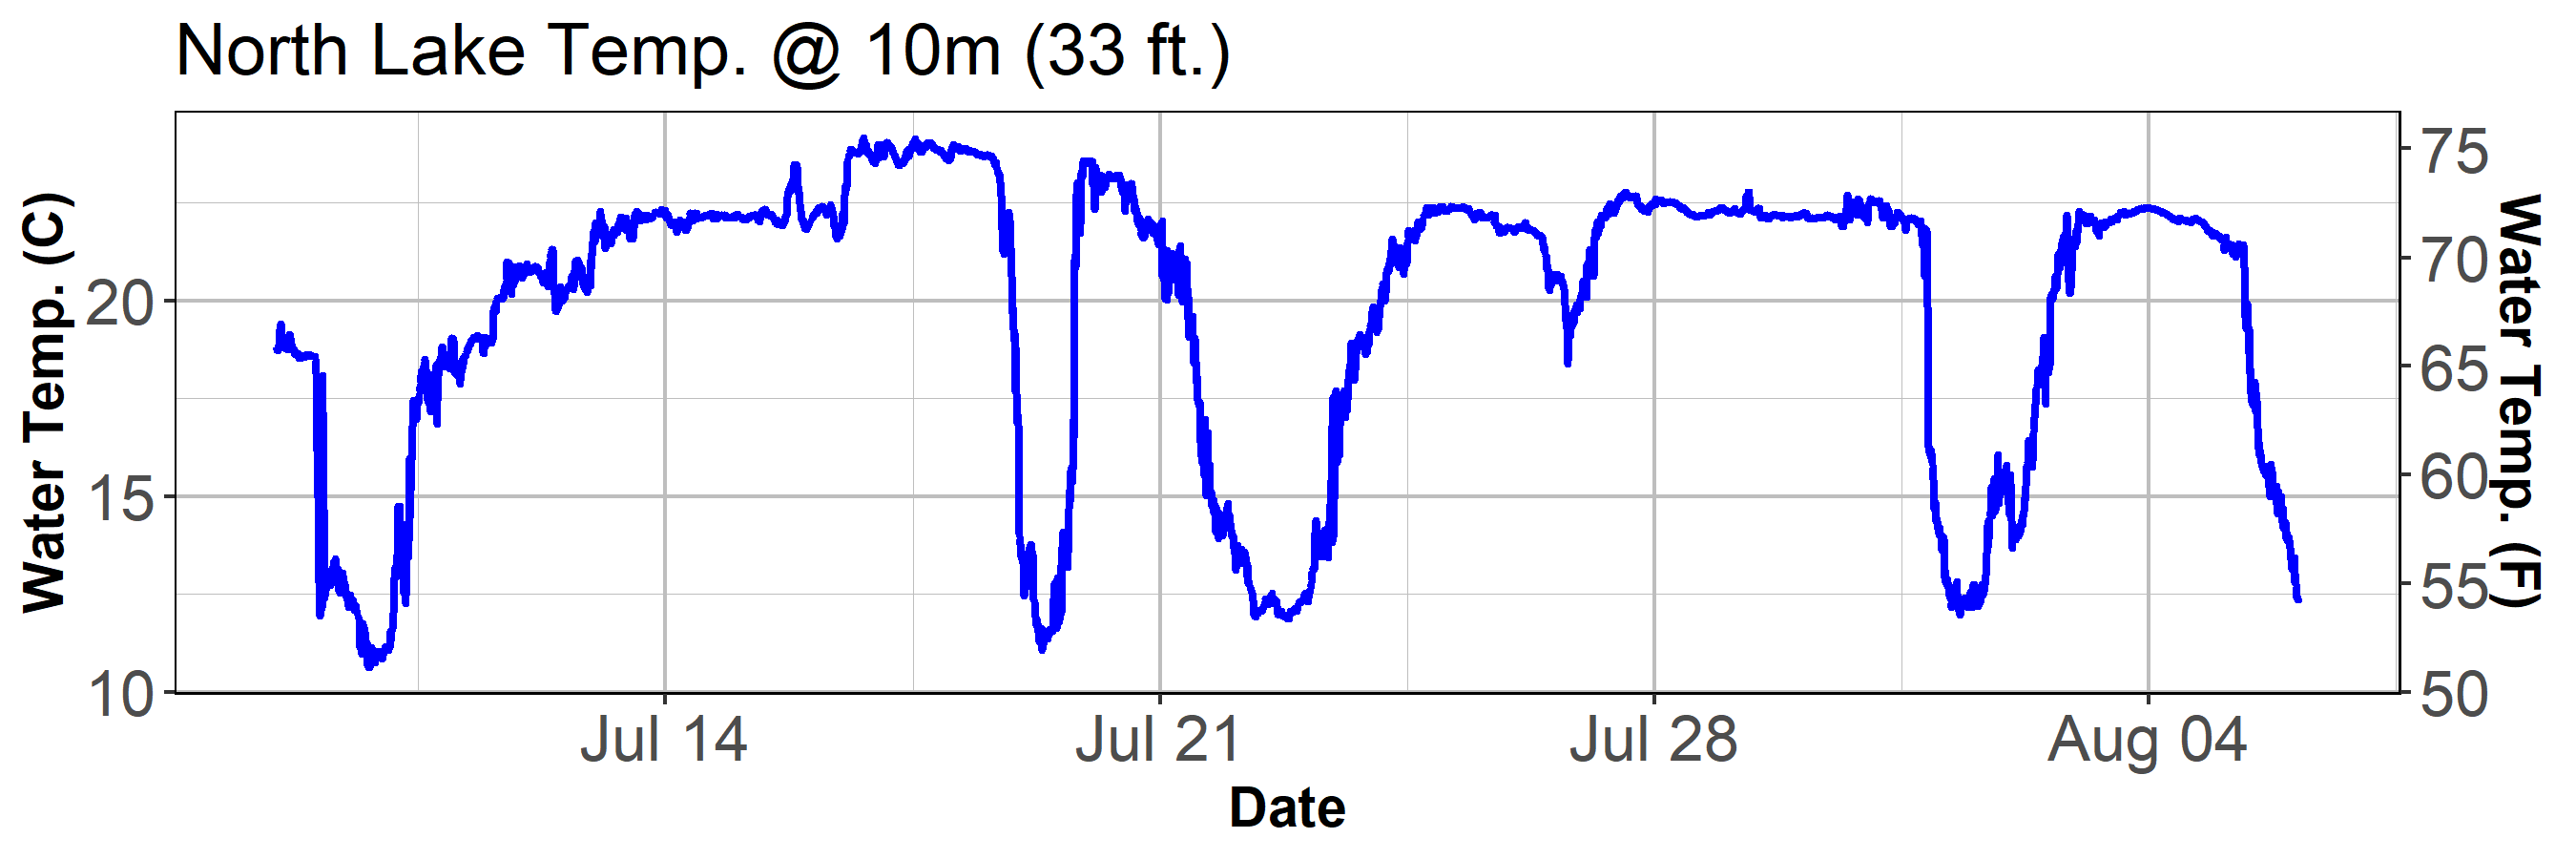 North Lake Temp. @ 10m (33 ft.)
Water Temp. (C)
20
15
10
75
70
65
60
55
50
Water Temp. (F)
Jul 14
Jul 21
Jul 28
Aug 04
Date